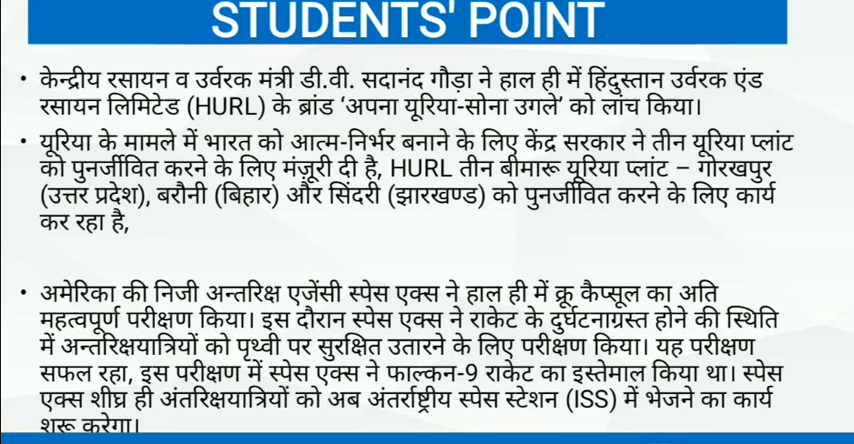 STUDENTS' POINT
• केन्द्रीय रसायन व उर्वरक मंत्री डी.वी. सदानंद गौड़ा ने हाल ही में हिंदुस्तान उर्वरक एंड
रसायन लिमिटेड (HURL) के ब्रांड ‘अपना यूरिया-सोना उगले’ को लांच किया।
• यूरिया के मामले में भारत को आत्म-निर्भर बनाने के लिए केंद्र सरकार ने तीन यूरिया प्लांट
को पुनर्जीवित करने के लिए मंज़ूरी दी है, HURL तीन बीमारू यूरिया प्लांट – गोरखपुर
(उत्तर प्रदेश), बरौनी (बिहार) और सिंदरी (झारखण्ड) को पुनर्जीवित करने के लिए कार्य
कर रहा है,
• अमेरिका की निजी अन्तरिक्ष एजेंसी स्पेस एक्स ने हाल ही में क्रू कैप्सूल का अति
महत्वपूर्ण परीक्षण किया। इस दौरान स्पेस एक्स ने राकेट के दुर्घटनाग्रस्त होने की स्थिति
में अन्तरिक्षयात्रियों को पृथ्वी पर सुरक्षित उतारने के लिए परीक्षण किया। यह परीक्षण
सफल रहा, इस परीक्षण में स्पेस एक्स ने फाल्कन-9 राकेट का इस्तेमाल किया था। स्पेस
एक्स शीघ्र ही अंतरिक्षयात्रियों को अब अंतर्राष्ट्रीय स्पेस स्टेशन (ISS) में भेजने का कार्य
शुरू करेगा।